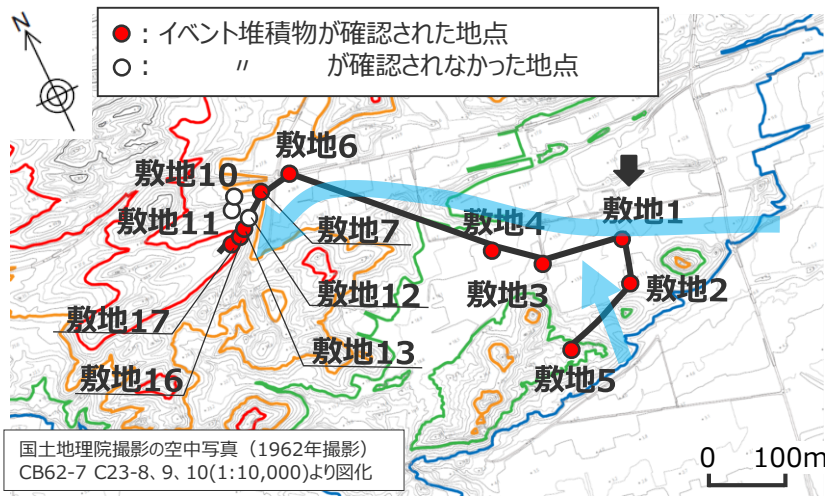 N
●：イベント堆積物が確認された地点
○：　　〃　　が確認されなかった地点
敷地6
敷地10
敷地11
敷地7
敷地4
敷地1
敷地3
敷地2
敷地12
敷地17
敷地13
敷地16
敷地5
国土地理院撮影の空中写真（1962年撮影）
CB62-7 C23-8、9、10(1:10,000)より図化
0　100m